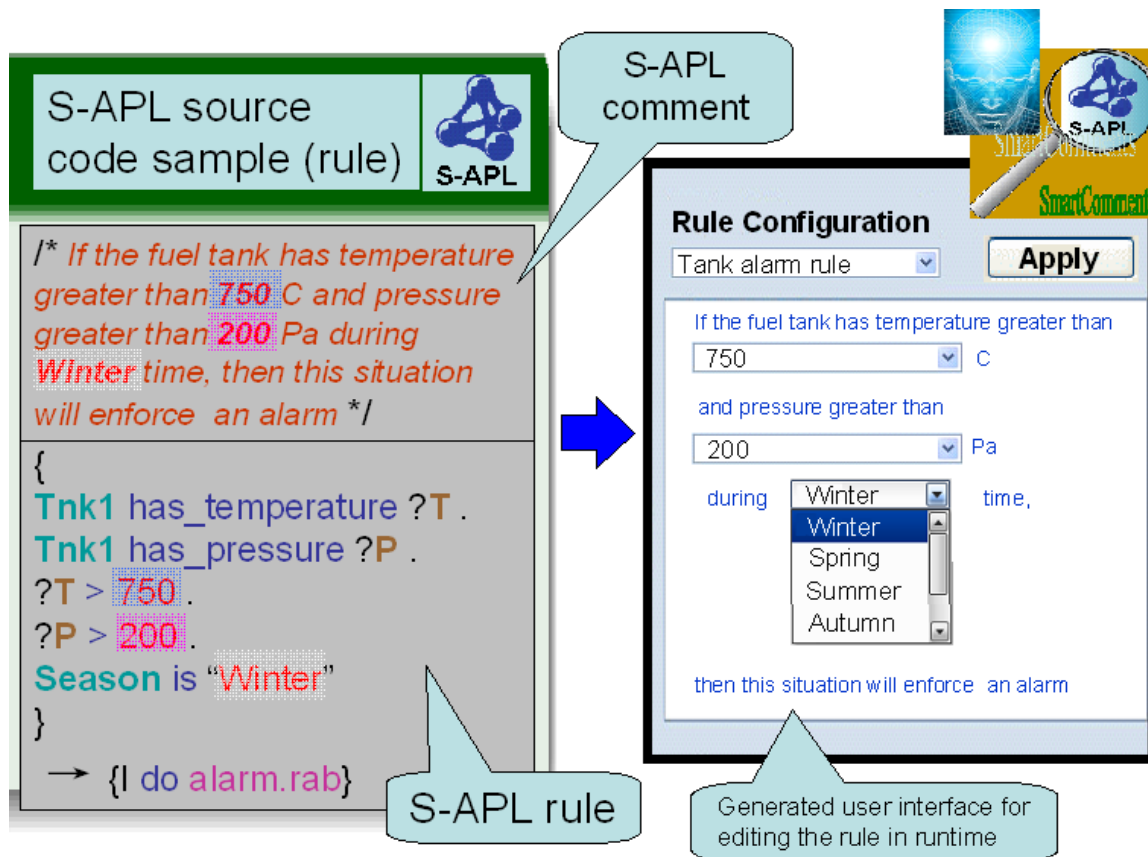 S-APL source
code sample (rule)
S-APL
/* If the fuel tank has temperature
greater than 750 C and pressure
greater than 200 Pa during
Winter time, then this situation
will enforce an alarm */
{
Tnk1 has_temperature ?T .
Tnk1 has_pressure ?P .
?T > 750 .
?P > 200 .
Season is “Winter”
}
→ {I do alarm.rab}
S-APL rule
S-APL
comment
S-APL
SmartComments
SmartComment
Rule Configuration
Tank alarm rule
Apply
If the fuel tank has temperature greater than
750 C
and pressure greater than
200 Pa
during Winter time,
Winter
Spring
Summer
Autumn
then this situation will enforce an alarm
Generated user interface for
editing the rule in runtime